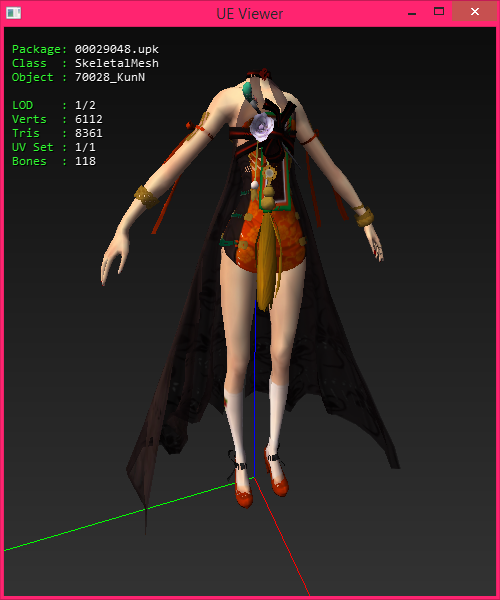 UE Viewer
Package: 00029048.upk
Class  : SkeletalMesh
Object : 70028_KunN
LOD    : 1/2
Verts  : 6112
Tris   : 8361
UV Set : 1/1
Bones  : 118